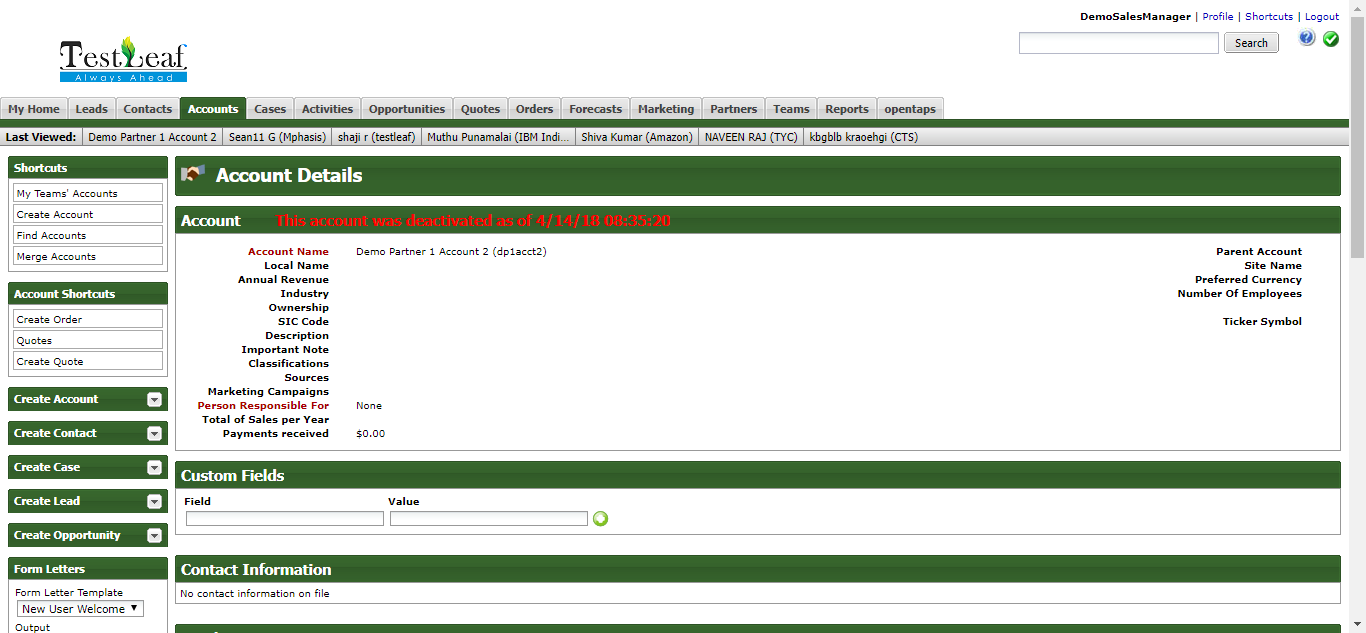 DemoSalesManager | Profile | Shortcuts | Logout
TestLeaf
Always Ahead
Search
My Home Leads Contacts Accounts Cases Activities Opportunities Quotes Orders Forecasts Marketing Partners Teams Reports opentaps
Last Viewed: Demo Partner 1 Account 2 Sean11 G (Mphasis) shaji r (testleaf) Muthu Punamalai (IBM Indi... Shiva Kumar (Amazon) NAVEEN RAJ (TYC) kbgblb kraoehgi (CTS)
Shortcuts
My Teams' Accounts
Create Account
Find Accounts
Merge Accounts
Account Shortcuts
Create Order
Quotes
Create Quote
Create Account
Create Contact
Create Case
Create Lead
Create Opportunity
Form Letters
Form Letter Template
New User Welcome
Output
Account Details
Account This account was deactivated as of 4/14/18 08:35:20
Account Name Demo Partner 1 Account 2 (dp1acct2) Parent Account
Local Name Site Name
Annual Revenue Preferred Currency
Industry Number Of Employees
Ownership
SIC Code Ticker Symbol
Description
Important Note
Classifications
Sources
Marketing Campaigns
Person Responsible For None
Total of Sales per Year
Payments received $0.00
Custom Fields
Field Value
Contact Information
No contact information on file